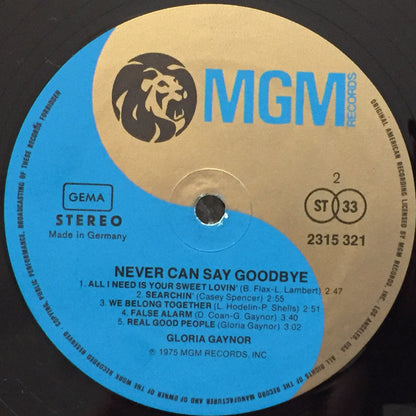 MGM
RECORDS
2
GEMA
STEREO
Made in Germany
ST 33
2315 321
NEVER CAN SAY GOODBYE
1. ALL I NEED IS YOUR SWEET LOVIN' (B. Flax-L. Lambert) 2:47
2. SEARCHIN' (Casey Spencer) 2:55
3. WE BELONG TOGETHER (L. Hodelin-P. Shells) 2:51
4. FALSE ALARM (D. Coan-G. Gaynor) 3:40
5. REAL GOOD PEOPLE (Gloria Gaynor) 3:02
GLORIA GAYNOR
℗ 1975 MGM RECORDS, INC
ORIGINAL AMERICAN RECORDING LICENSED BY MGM RECORDS INC., LOS ANGELES, USA
ALL RIGHTS OF THE RECORD MANUFACTURER AND OF OWNER OF THE WORK RECORDED RESERVED
COPYING, PUBLIC PERFORMANCE, BROADCASTING OF THESE RECORDS FORBIDDEN